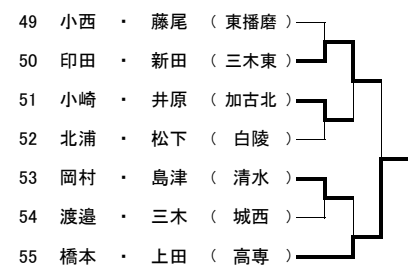 49 小西 ・ 藤尾 （ 東播磨 ）
50 印田 ・ 新田 （ 三木東 ）
51 小崎 ・ 井原 （ 加古北 ）
52 北浦 ・ 松下 （ 白陵 ）
53 岡村 ・ 島津 （ 清水 ）
54 渡邉 ・ 三木 （ 城西 ）
55 橋本 ・ 上田 （ 高専 ）